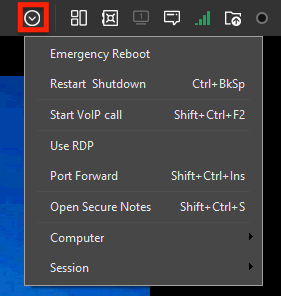 1
Emergency Reboot
Restart Shutdown Ctrl+BkSp
Start VoIP call Shift+Ctrl+F2
Use RDP
Port Forward Shift+Ctrl+Ins
Open Secure Notes Shift+Ctrl+S
Computer
Session